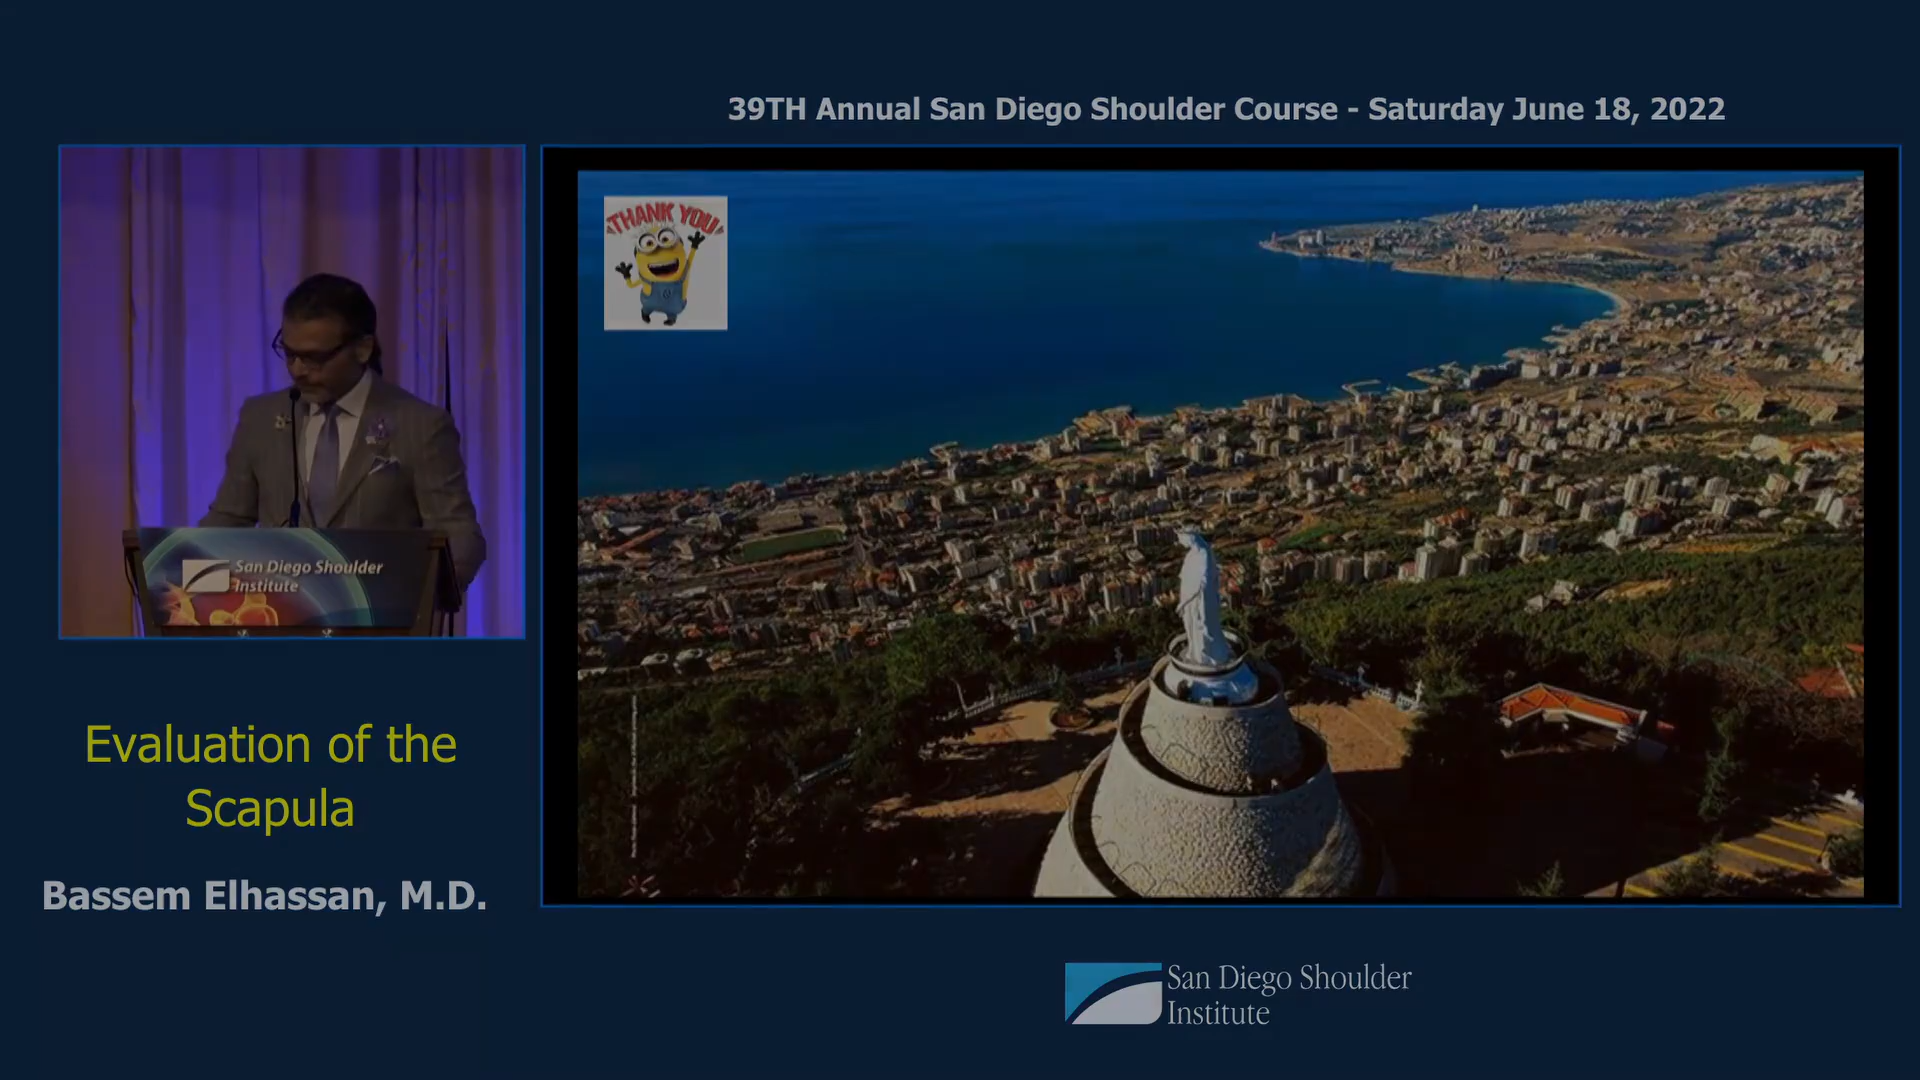 39TH Annual San Diego Shoulder Course - Saturday June 18, 2022
THANK YOU
San Diego Shoulder
Institute
Evaluation of the
Scapula
Bassem Elhassan, M.D.
San Diego Shoulder
Institute